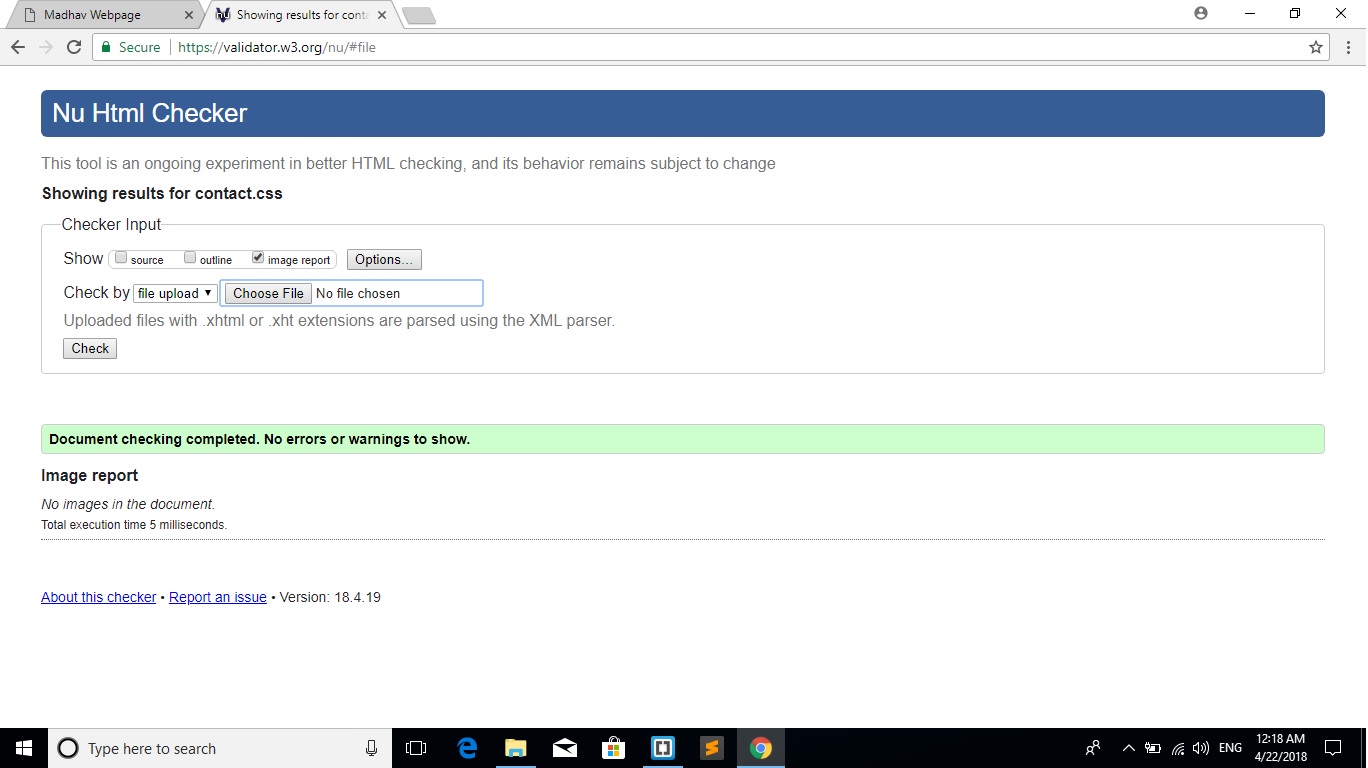 Madhav Webpage
Showing results for conta
Secure https://validator.w3.org/nu/#file
Nu Html Checker
This tool is an ongoing experiment in better HTML checking, and its behavior remains subject to change
Showing results for contact.css
Checker Input
Show source outline image report Options...
Check by file upload Choose File No file chosen
Uploaded files with .xhtml or .xht extensions are parsed using the XML parser.
Check
Document checking completed. No errors or warnings to show.
Image report
No images in the document.
Total execution time 5 milliseconds.
About this checker • Report an issue • Version: 18.4.19
Type here to search
ENG
12:18 AM
4/22/2018